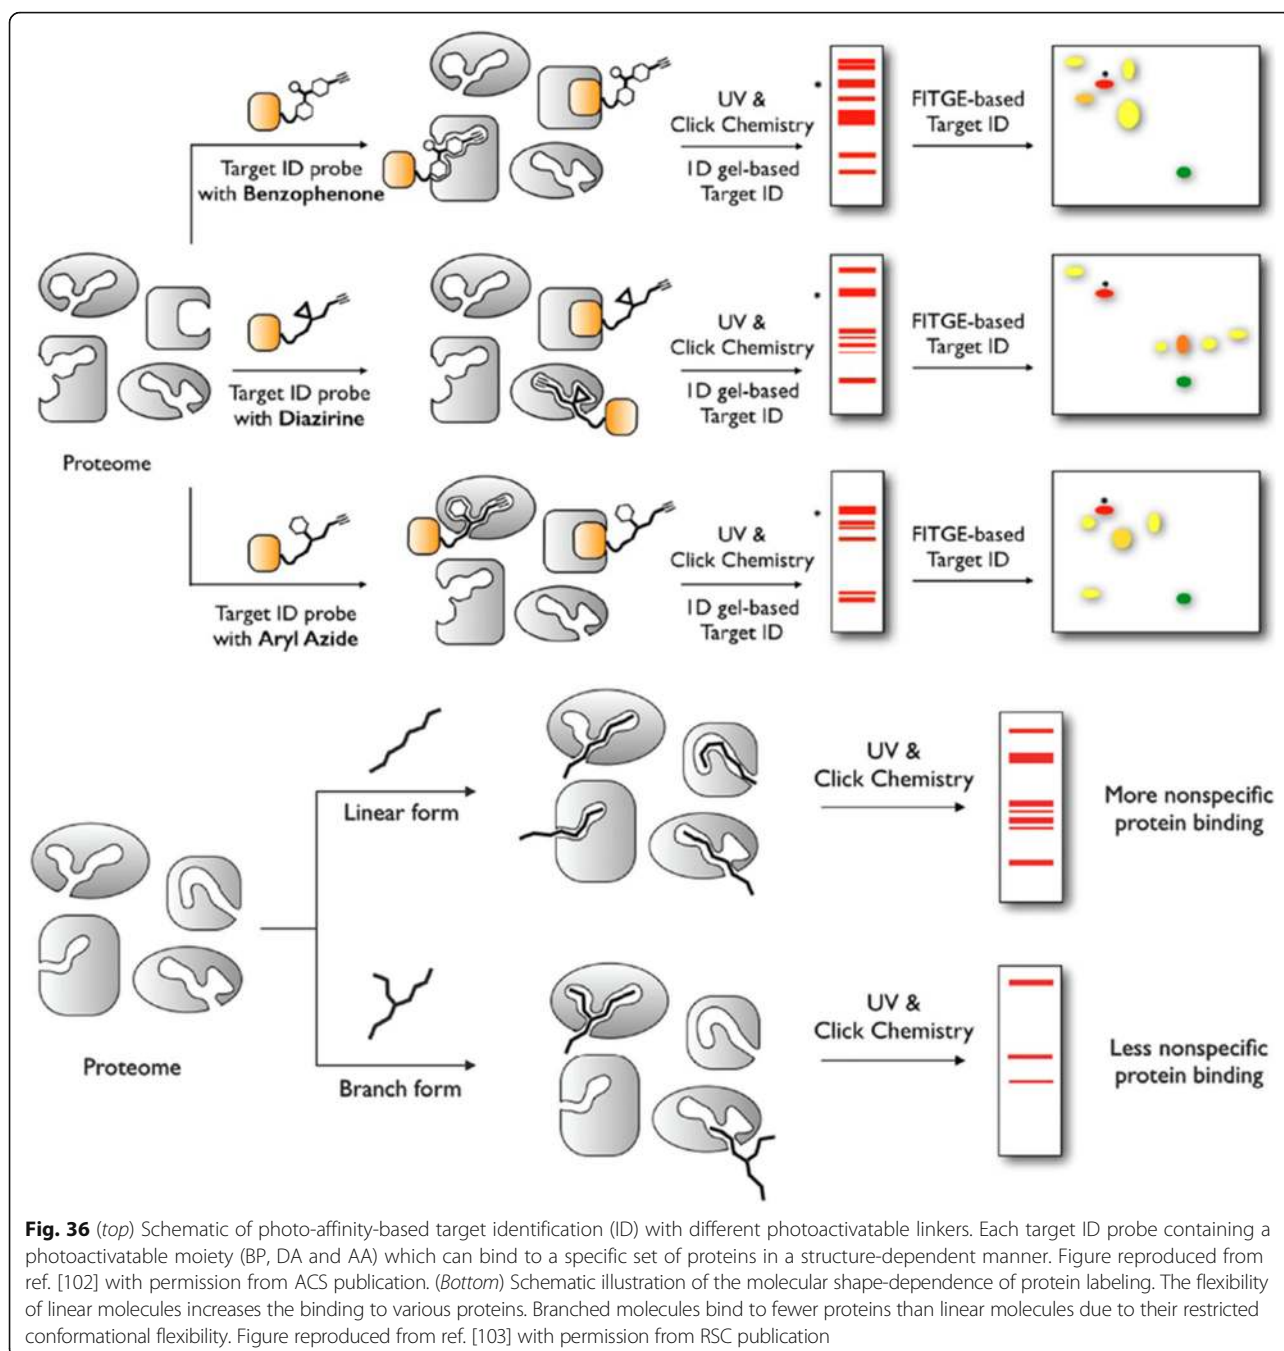 UV &
Click Chemistry
ID gel-based
Target ID
FITGE-based
Target ID
Target ID probe
with Benzophenone
UV &
Click Chemistry
ID gel-based
Target ID
FITGE-based
Target ID
Target ID probe
with Diazirine
Proteome
UV &
Click Chemistry
ID gel-based
Target ID
FITGE-based
Target ID
Target ID probe
with Aryl Azide
Linear form
UV &
Click Chemistry
More nonspecific
protein binding
Proteome
Branch form
UV &
Click Chemistry
Less nonspecific
protein binding
Fig. 36 (top) Schematic of photo-affinity-based target identification (ID) with different photoactivatable linkers. Each target ID probe containing a
photoactivatable moiety (BP, DA and AA) which can bind to a specific set of proteins in a structure-dependent manner. Figure reproduced from
ref. [102] with permission from ACS publication. (Bottom) Schematic illustration of the molecular shape-dependence of protein labeling. The flexibility
of linear molecules increases the binding to various proteins. Branched molecules bind to fewer proteins than linear molecules due to their restricted
conformational flexibility. Figure reproduced from ref. [103] with permission from RSC publication